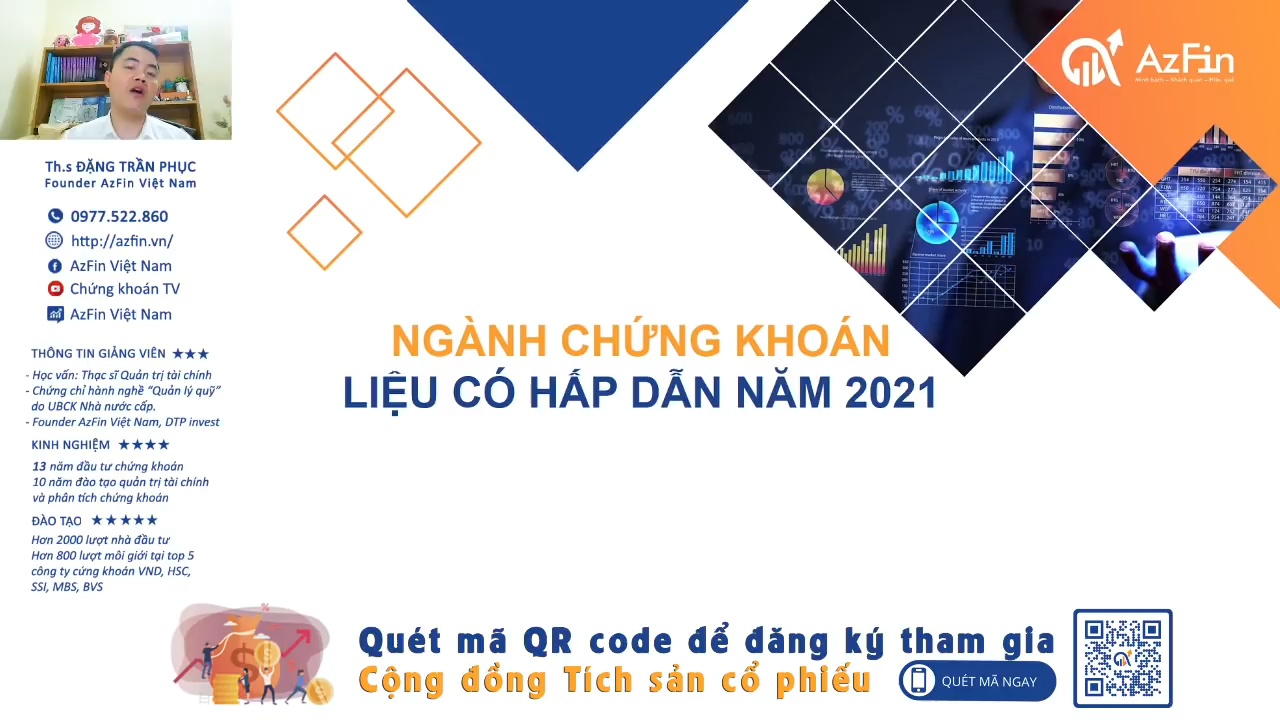 AzFin
Minh bạch - Khách quan - Hiệu quả
Th.s ĐẶNG TRẦN PHỤC
Founder AzFin Việt Nam
0977.522.860
http://azfin.vn/
AzFin Việt Nam
Chứng khoán TV
AzFin Việt Nam
THÔNG TIN GIẢNG VIÊN ★★★
- Học vấn: Thạc sĩ Quản trị tài chính
- Chứng chỉ hành nghề “Quản lý quỹ”
do UBCK Nhà nước cấp.
- Founder AzFin Việt Nam, DTP invest
KINH NGHIỆM ★★★★
13 năm đầu tư chứng khoán
10 năm đào tạo quản trị tài chính
và phân tích chứng khoán
ĐÀO TẠO ★★★★★
Hơn 2000 lượt nhà đầu tư
Hơn 800 lượt môi giới tại top 5
công ty cứng khoán VND, HSC,
SSI, MBS, BVS
NGÀNH CHỨNG KHOÁN
LIỆU CÓ HẤP DẪN NĂM 2021
Quét mã QR code để đăng ký tham gia
Cộng đồng Tích sản cổ phiếu
QUÉT MÃ NGAY